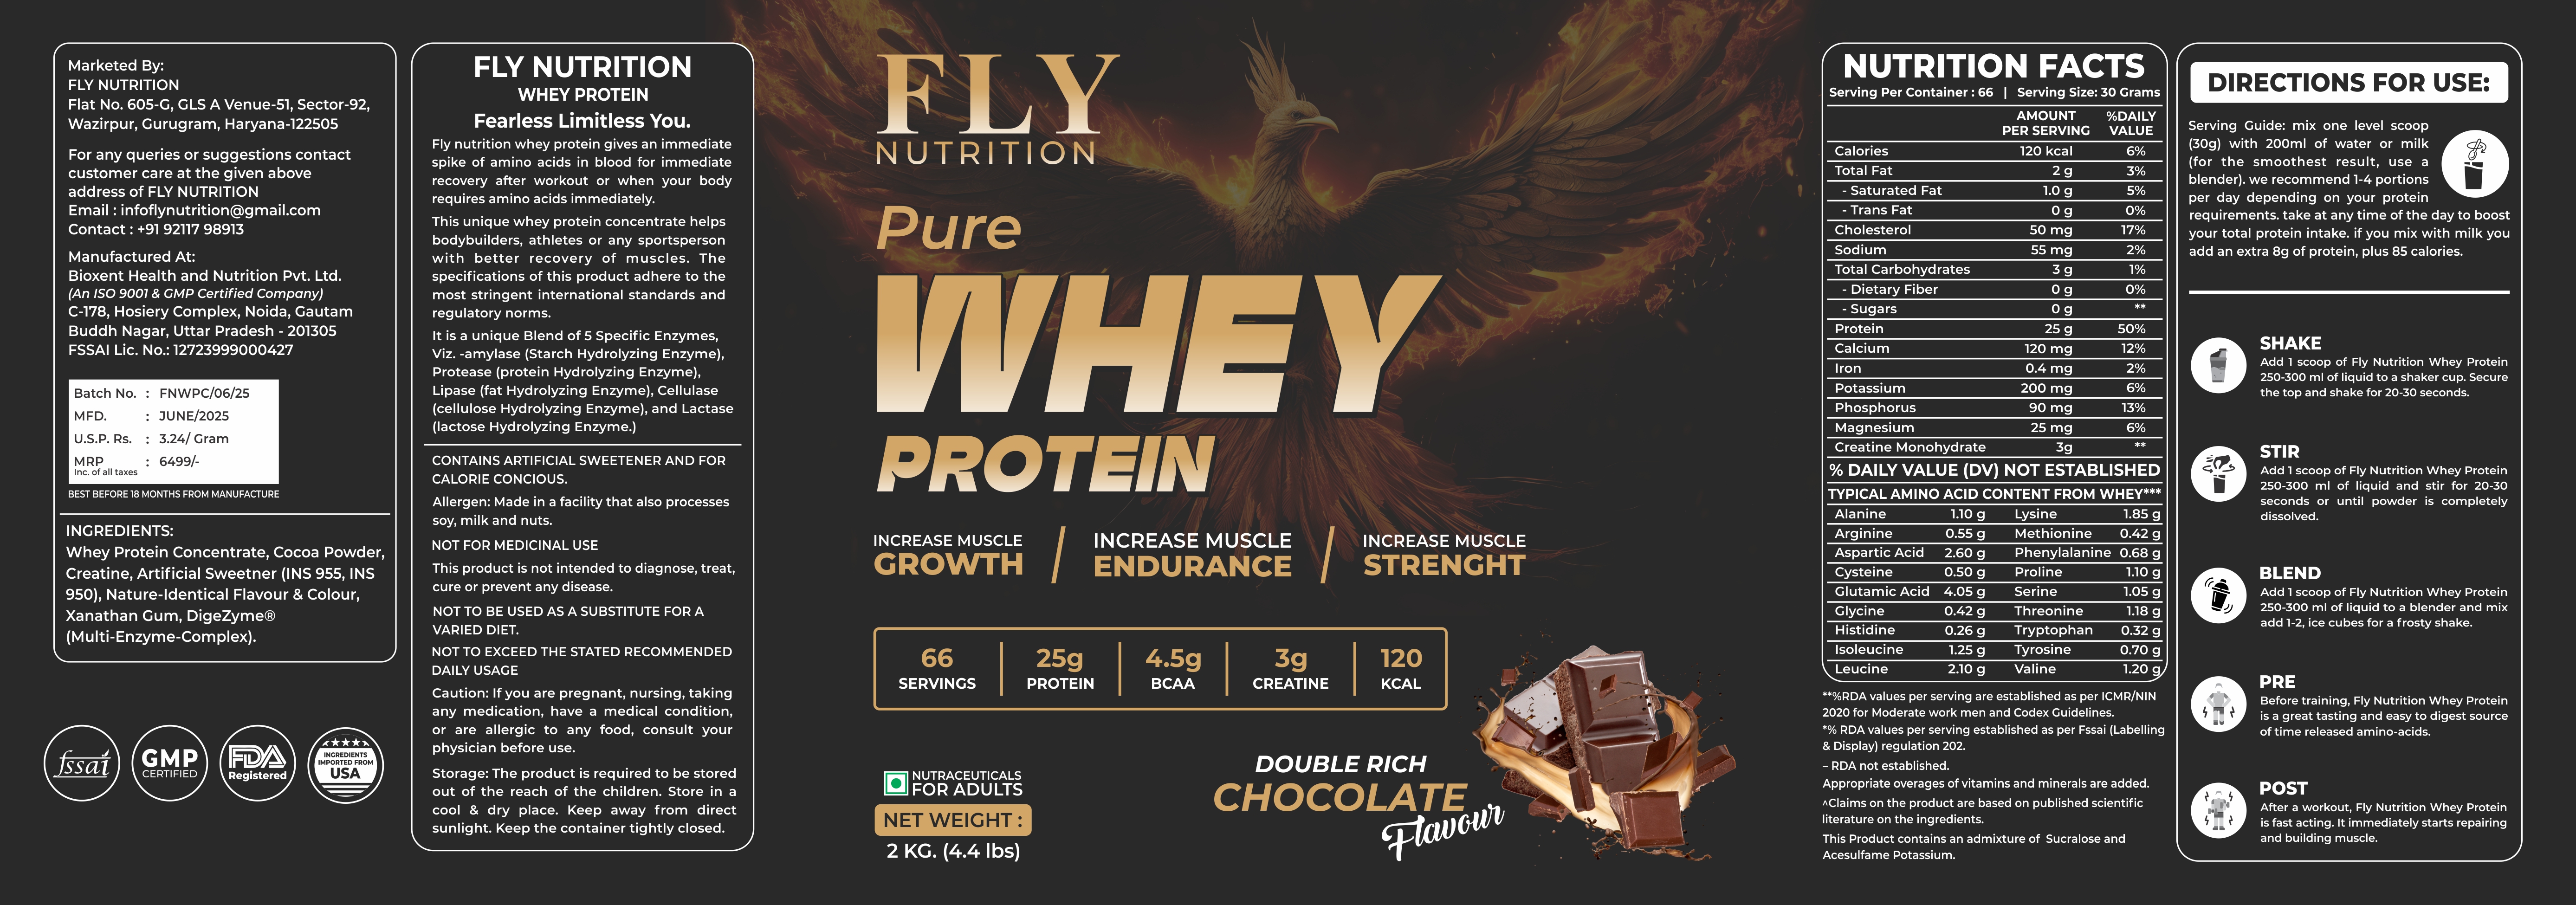 Marketed By:
FLY NUTRITION
Flat No. 605-G, GLS A Venue-51, Sector-92,
Wazirpur, Gurugram, Haryana-122505
For any queries or suggestions contact
customer care at the given above
address of FLY NUTRITION
Email : infoflynutrition@gmail.com
Contact : +91 92117 98913
Manufactured At:
Bioxent Health and Nutrition Pvt. Ltd.
(An ISO 9001 & GMP Certified Company)
C-178, Hosiery Complex, Noida, Gautam
Buddh Nagar, Uttar Pradesh - 201305
FSSAI Lic. No.: 12723999000427
Batch No. : FNWPC/06/25
MFD. : JUNE/2025
U.S.P. Rs. : 3.24/ Gram
MRP : 6499/-
Inc. of all taxes
BEST BEFORE 18 MONTHS FROM MANUFACTURE
INGREDIENTS:
Whey Protein Concentrate, Cocoa Powder,
Creatine, Artificial Sweetner (INS 955, INS
950), Nature-Identical Flavour & Colour,
Xanathan Gum, DigeZyme®
(Multi-Enzyme-Complex).
fssai
GMP
CERTIFIED
FDA
Registered
INGREDIENTS
IMPORTED FROM
USA
FLY NUTRITION
WHEY PROTEIN
Fearless Limitless You.
Fly nutrition whey protein gives an immediate
spike of amino acids in blood for immediate
recovery after workout or when your body
requires amino acids immediately.
This unique whey protein concentrate helps
bodybuilders, athletes or any sportsperson
with better recovery of muscles. The
specifications of this product adhere to the
most stringent international standards and
regulatory norms.
It is a unique Blend of 5 Specific Enzymes,
Viz. -amylase (Starch Hydrolyzing Enzyme),
Protease (protein Hydrolyzing Enzyme),
Lipase (fat Hydrolyzing Enzyme), Cellulase
(cellulose Hydrolyzing Enzyme), and Lactase
(lactose Hydrolyzing Enzyme.)
CONTAINS ARTIFICIAL SWEETENER AND FOR
CALORIE CONCIOUS.
Allergen: Made in a facility that also processes
soy, milk and nuts.
NOT FOR MEDICINAL USE
This product is not intended to diagnose, treat,
cure or prevent any disease.
NOT TO BE USED AS A SUBSTITUTE FOR A
VARIED DIET.
NOT TO EXCEED THE STATED RECOMMENDED
DAILY USAGE
Caution: If you are pregnant, nursing, taking
any medication, have a medical condition,
or are allergic to any food, consult your
physician before use.
Storage: The product is required to be stored
out of the reach of the children. Store in a
cool & dry place. Keep away from direct
sunlight. Keep the container tightly closed.
FLY
NUTRITION
Pure
WHEY
PROTEIN
INCREASE MUSCLE
GROWTH
INCREASE MUSCLE
ENDURANCE
INCREASE MUSCLE
STRENGHT
66
SERVINGS
25g
PROTEIN
4.5g
BCAA
3g
CREATINE
120
KCAL
NUTRACEUTICALS
FOR ADULTS
NET WEIGHT :
2 KG. (4.4 lbs)
DOUBLE RICH
CHOCOLATE
Flavour
NUTRITION FACTS
Serving Per Container : 66 | Serving Size: 30 Grams
AMOUNT %DAILY
PER SERVING VALUE
Calories 120 kcal 6%
Total Fat 2 g 3%
- Saturated Fat 1.0 g 5%
- Trans Fat 0 g 0%
Cholesterol 50 mg 17%
Sodium 55 mg 2%
Total Carbohydrates 3 g 1%
- Dietary Fiber 0 g 0%
- Sugars 0 g **
Protein 25 g 50%
Calcium 120 mg 12%
Iron 0.4 mg 2%
Potassium 200 mg 6%
Phosphorus 90 mg 13%
Magnesium 25 mg 6%
Creatine Monohydrate 3g **
% DAILY VALUE (DV) NOT ESTABLISHED
TYPICAL AMINO ACID CONTENT FROM WHEY***
Alanine 1.10 g Lysine 1.85 g
Arginine 0.55 g Methionine 0.42 g
Aspartic Acid 2.60 g Phenylalanine 0.68 g
Cysteine 0.50 g Proline 1.10 g
Glutamic Acid 4.05 g Serine 1.05 g
Glycine 0.42 g Threonine 1.18 g
Histidine 0.26 g Tryptophan 0.32 g
Isoleucine 1.25 g Tyrosine 0.70 g
Leucine 2.10 g Valine 1.20 g
**%RDA values per serving are established as per ICMR/NIN
2020 for Moderate work men and Codex Guidelines.
*% RDA values per serving established as per Fssai (Labelling
& Display) regulation 202.
– RDA not established.
Appropriate overages of vitamins and minerals are added.
^Claims on the product are based on published scientific
literature on the ingredients.
This Product contains an admixture of Sucralose and
Acesulfame Potassium.
DIRECTIONS FOR USE:
Serving Guide: mix one level scoop
(30g) with 200ml of water or milk
(for the smoothest result, use a
blender). we recommend 1-4 portions
per day depending on your protein
requirements. take at any time of the day to boost
your total protein intake. if you mix with milk you
add an extra 8g of protein, plus 85 calories.
SHAKE
Add 1 scoop of Fly Nutrition Whey Protein
250-300 ml of liquid to a shaker cup. Secure
the top and shake for 20-30 seconds.
STIR
Add 1 scoop of Fly Nutrition Whey Protein
250-300 ml of liquid and stir for 20-30
seconds or until powder is completely
dissolved.
BLEND
Add 1 scoop of Fly Nutrition Whey Protein
250-300 ml of liquid to a blender and mix
add 1-2, ice cubes for a frosty shake.
PRE
Before training, Fly Nutrition Whey Protein
is a great tasting and easy to digest source
of time released amino-acids.
POST
After a workout, Fly Nutrition Whey Protein
is fast acting. It immediately starts repairing
and building muscle.